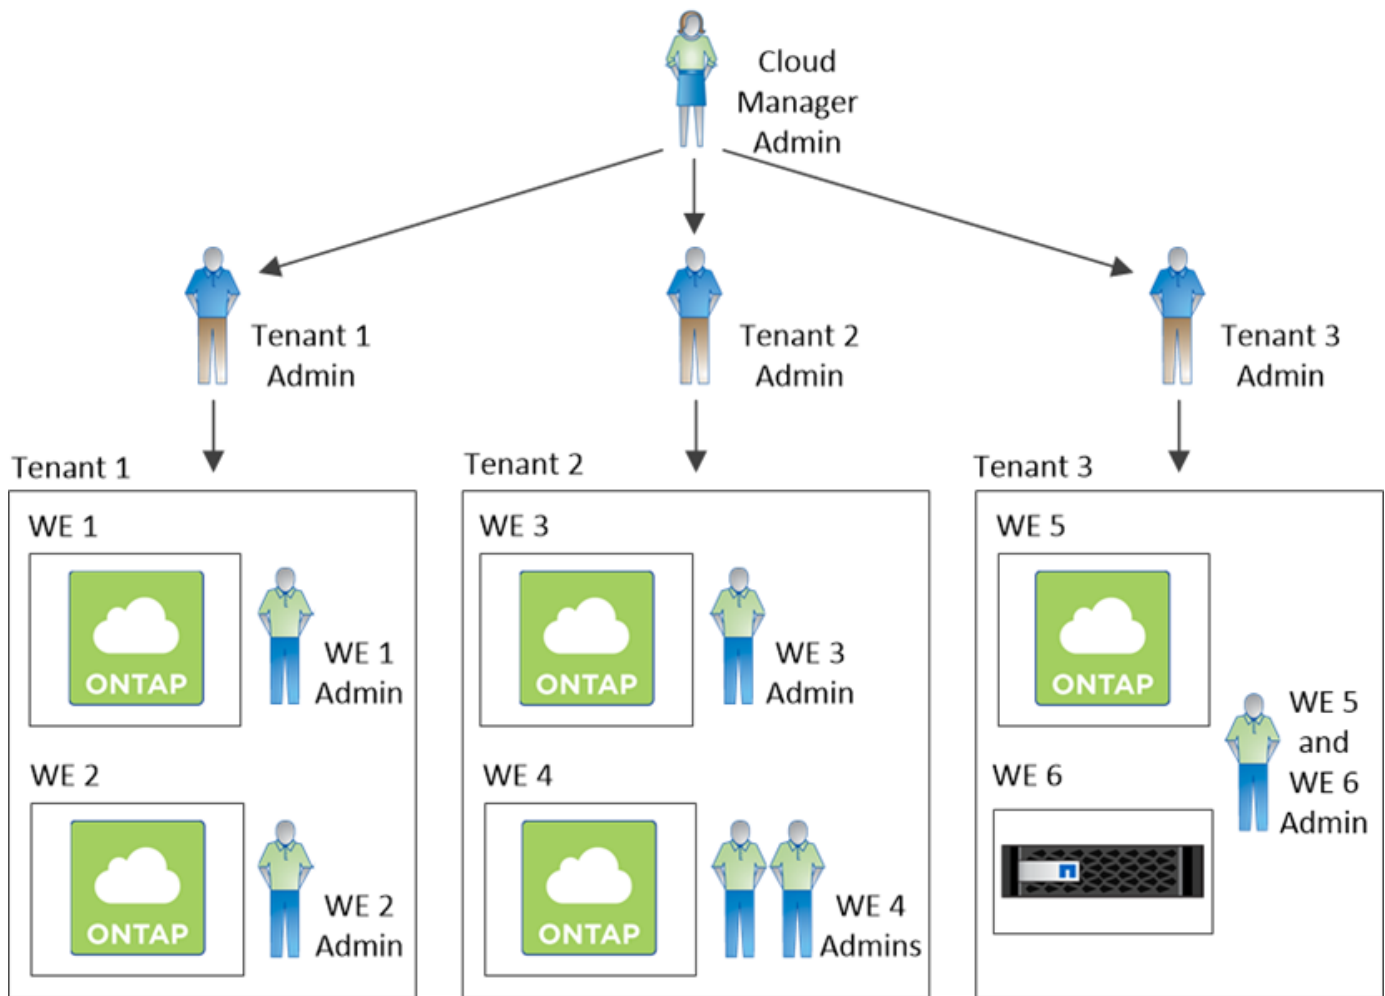 Cloud
Manager
Admin
Tenant 1
Admin
Tenant 2
Admin
Tenant 3
Admin
Tenant 1
WE 1
ONTAP
WE 1
Admin
WE 2
ONTAP
WE 2
Admin
Tenant 2
WE 3
ONTAP
WE 3
Admin
WE 4
ONTAP
WE 4
Admins
Tenant 3
WE 5
ONTAP
WE 6
WE 5
and
WE 6
Admin